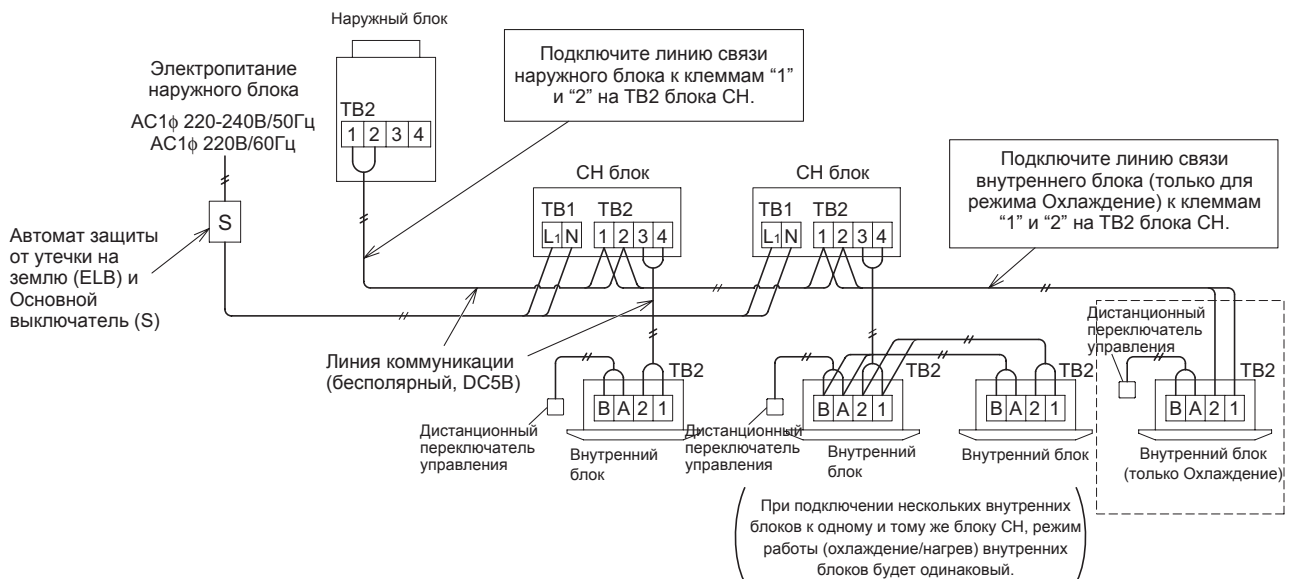 Наружный блок
Электропитание
наружного блока
AC1ϕ 220-240В/50Гц
AC1ϕ 220В/60Гц
TB2
1 2 3 4
Подключите линию связи
наружного блока к клеммам “1”
и “2” на TB2 блока CH.
S
Автомат защиты
от утечки на
землю (ELB) и
Основной
выключатель (S)
CH блок
TB1 TB2
L1 N 1 2 3 4
CH блок
TB1 TB2
L1 N 1 2 3 4
Подключите линию связи
внутреннего блока (только для
режима Охлаждение) к клеммам
“1” и “2” на TB2 блока CH.
Линия коммуникации
(бесполярный, DC5В)
TB2
B A 2 1
Дистанционный
переключатель
управления
Внутренний
блок
TB2
B A 2 1
Дистанционный
переключатель
управления
Внутренний
блок
TB2
B A 2 1
Внутренний блок
Дистанционный
переключатель
управления
TB2
B A 2 1
Внутренний блок
(только Охлаждение)
При подключении нескольких внутренних
блоков к одному и тому же блоку CH, режим
работы (охлаждение/нагрев) внутренних
блоков будет одинаковый.